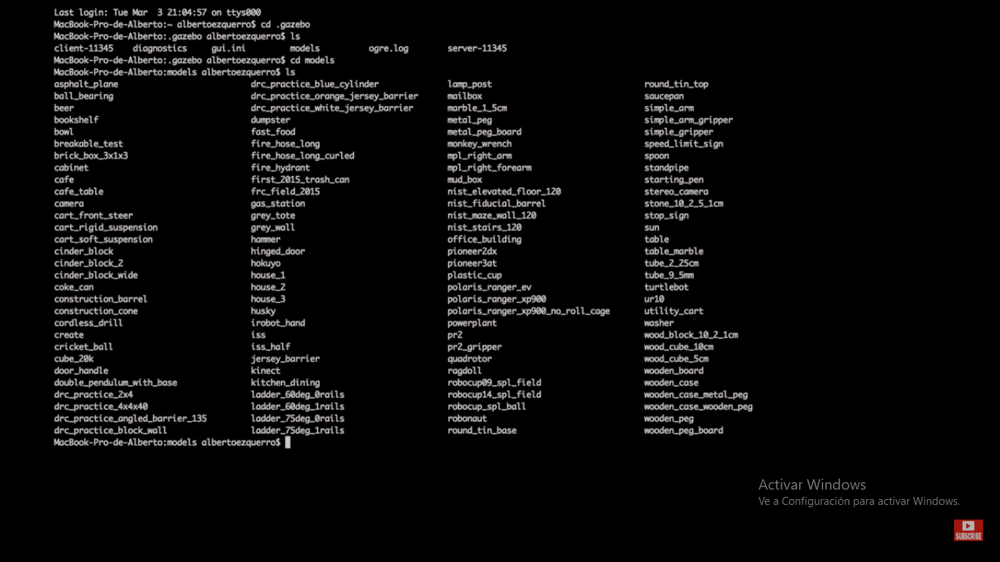 Last login: Tue Mar  3 21:04:57 on ttys000
MacBook-Pro-de-Alberto:~ albertoezquerro$ cd .gazebo
MacBook-Pro-de-Alberto:.gazebo albertoezquerro$ ls
client-11345 diagnostics gui.ini models ogre.log server-11345
MacBook-Pro-de-Alberto:.gazebo albertoezquerro$ cd models
MacBook-Pro-de-Alberto:models albertoezquerro$ ls
asphalt_plane drc_practice_blue_cylinder lamp_post round_tin_top
ball_bearing drc_practice_orange_jersey_barrier mailbox saucepan
beer drc_practice_white_jersey_barrier marble_1_5cm simple_arm
bookshelf dumpster metal_peg simple_arm_gripper
bowl fast_food metal_peg_board simple_gripper
breakable_test fire_hose_long monkey_wrench speed_limit_sign
brick_box_3x1x3 fire_hose_long_curled mpl_right_arm spoon
cabinet fire_hydrant mpl_right_forearm standpipe
cafe first_2015_trash_can mud_box starting_pen
cafe_table frc_field_2015 nist_elevated_floor_120 stereo_camera
camera gas_station nist_fiducial_barrel stone_10_2_5_1cm
cart_front_steer grey_tote nist_maze_wall_120 stop_sign
cart_rigid_suspension grey_wall nist_stairs_120 sun
cart_soft_suspension hammer office_building table
cinder_block hinged_door pioneer2dx table_marble
cinder_block_2 hokuyo pioneer3at tube_2_25cm
cinder_block_wide house_1 plastic_cup tube_9_5mm
coke_can house_2 polaris_ranger_ev turtlebot
construction_barrel house_3 polaris_ranger_xp900 ur10
construction_cone husky polaris_ranger_xp900_no_roll_cage utility_cart
cordless_drill irobot_hand powerplant washer
create iss pr2 wood_block_10_2_1cm
cricket_ball iss_half pr2_gripper wood_cube_10cm
cube_20k jersey_barrier quadrotor wood_cube_5cm
door_handle kinect ragdoll wooden_board
double_pendulum_with_base kitchen_dining robocup09_spl_field wooden_case
drc_practice_2x4 ladder_60deg_0rails robocup14_spl_field wooden_case_metal_peg
drc_practice_4x4x40 ladder_60deg_1rails robocup_spl_ball wooden_case_wooden_peg
drc_practice_angled_barrier_135 ladder_75deg_0rails robonaut wooden_peg
drc_practice_block_wall ladder_75deg_1rails round_tin_base wooden_peg_board
MacBook-Pro-de-Alberto:models albertoezquerro$
Activar Windows
Ve a Configuración para activar Windows.
SUBSCRIBE